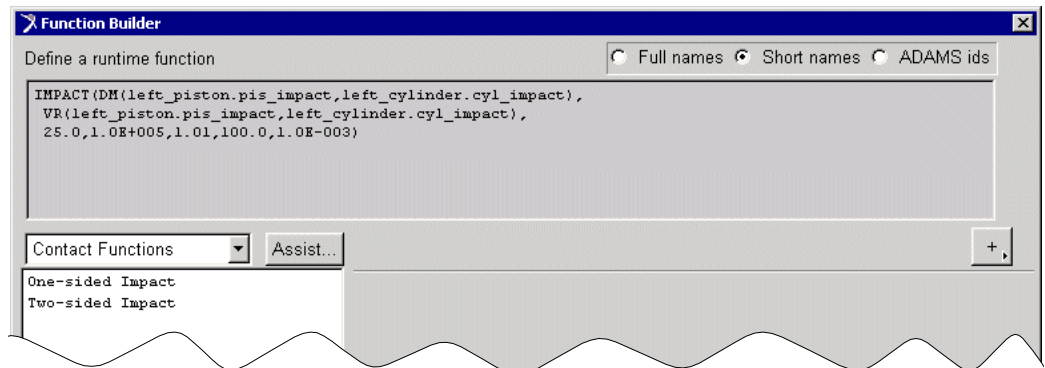 Function Builder
Define a runtime function
Full names Short names ADAMS ids
IMPACT(DM(left_piston.pis_impact,left_cylinder.cyl_impact),
VR(left_piston.pis_impact,left_cylinder.cyl_impact),
25.0,1.0E+005,1.01,100.0,1.0E-003)
Contact Functions Assist... +
One-sided Impact
Two-sided Impact